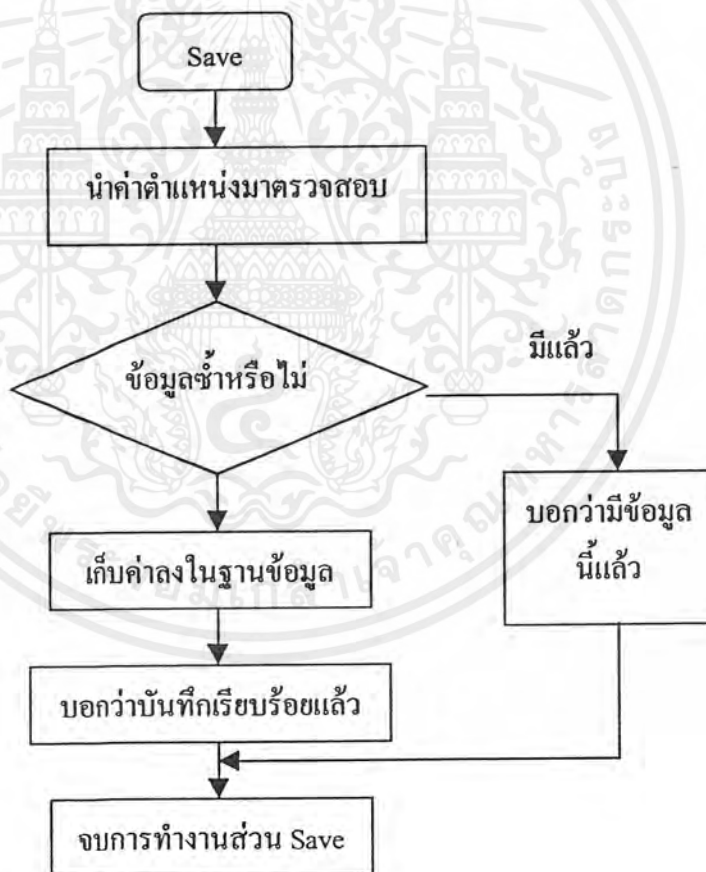 Save
นำค่าตำแหน่งมาตรวจสอบ
ข้อมูลซ้ำหรือไม่
มีแล้ว
บอกว่ามีข้อมูล
นี้แล้ว
เก็บค่าลงในฐานข้อมูล
บอกว่าบันทึกเรียบร้อยแล้ว
จบการทำงานส่วน Save